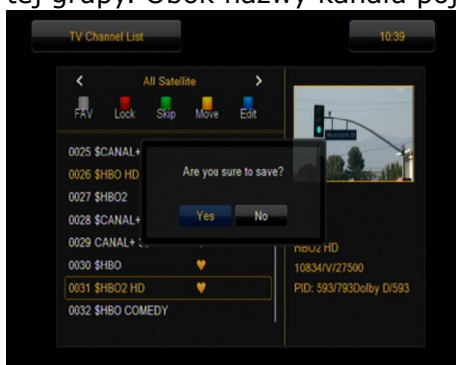 tej grupy. Obok nazwy kanału poj
TV Channel List
10:39
All Satellite
FAV Lock Skip Move Edit
0025 $CANAL+
0026 $HBO HD
0027 $HBO2
0028 $CANAL+
0029 CANAL+
0030 $HBO
0031 $HBO2 HD
0032 $HBO COMEDY
Are you sure to save?
Yes No
HBO2 HD
10834/V/27500
PID: 593/793Dolby D/593